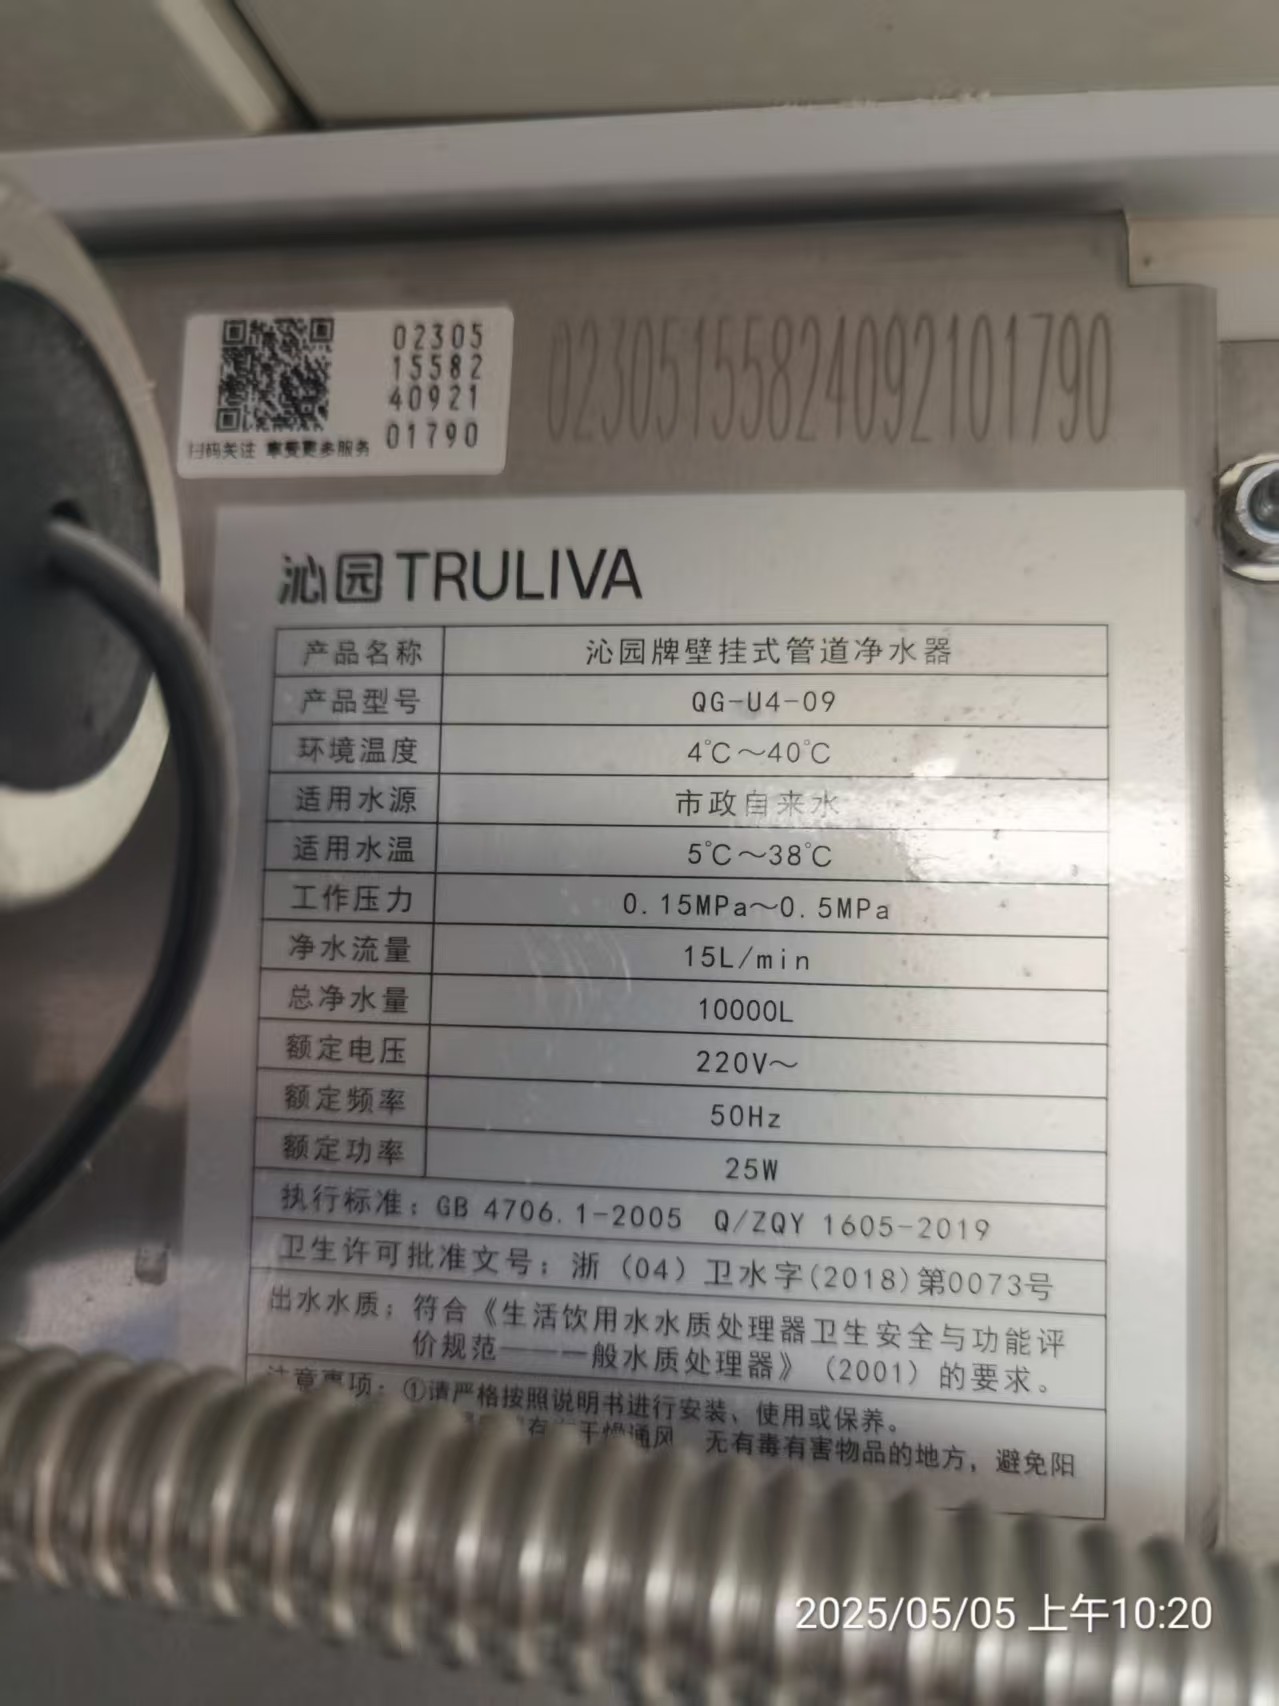 02305
15582
40921
01790
扫码关注 享受更多服务
02305155824092101790
沁园 TRULIVA
产品名称 沁园牌壁挂式管道净水器
产品型号 QG-U4-09
环境温度 4℃～40℃
适用水源 市政自来水
适用水温 5℃～38℃
工作压力 0.15MPa～0.5MPa
净水流量 15L/min
总净水量 10000L
额定电压 220V～
额定频率 50Hz
额定功率 25W
执行标准：GB 4706.1-2005 Q/ZQY 1605-2019
卫生许可批准文号：浙（04）卫水字(2018)第0073号
出水水质：符合《生活饮用水水质处理器卫生安全与功能评
价规范——一般水质处理器》（2001）的要求。
注意事项：①请严格按照说明书进行安装、使用或保养。
干燥通风、无有毒有害物品的地方，避免阳
2025/05/05 上午10:20